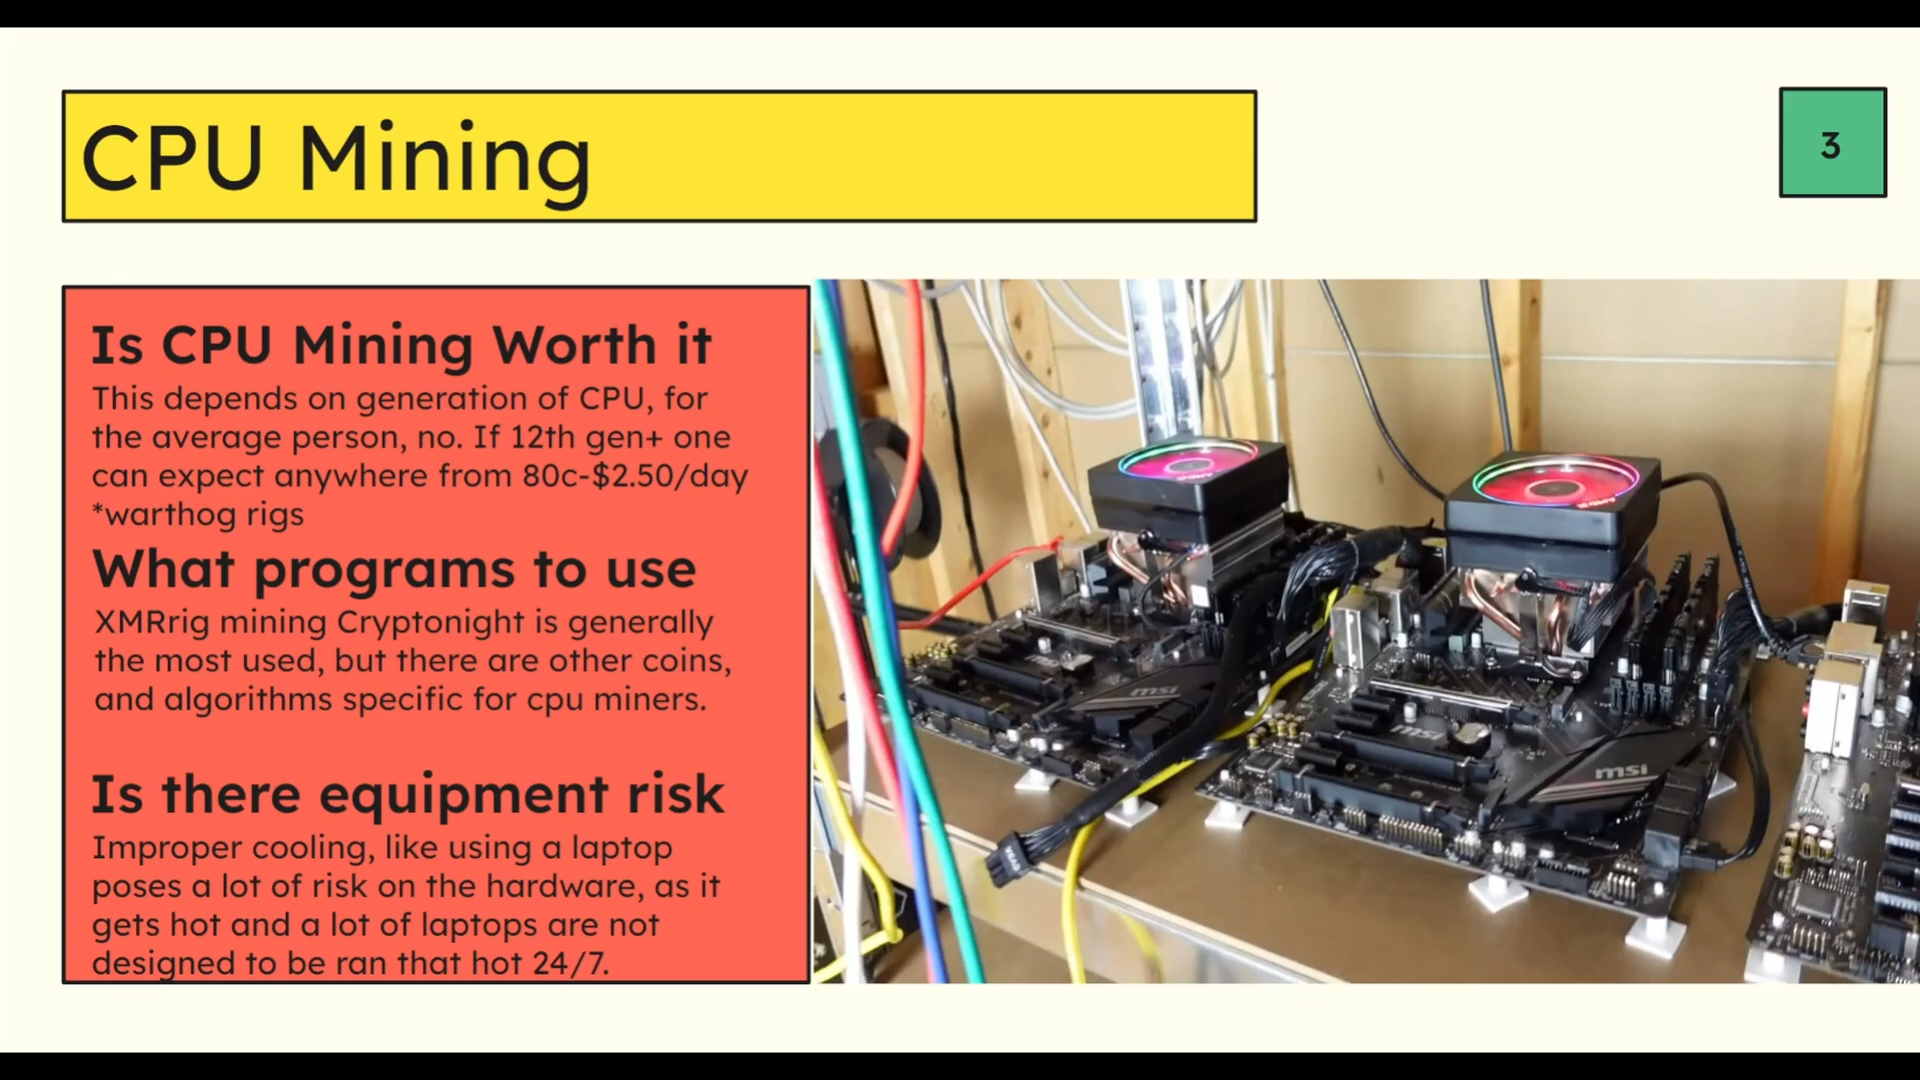 CPU Mining
3
Is CPU Mining Worth it
This depends on generation of CPU, for
the average person, no. If 12th gen+ one
can expect anywhere from 80c-$2.50/day
*warthog rigs
What programs to use
XMRrig mining Cryptonight is generally
the most used, but there are other coins,
and algorithms specific for cpu miners.
Is there equipment risk
Improper cooling, like using a laptop
poses a lot of risk on the hardware, as it
gets hot and a lot of laptops are not
designed to be ran that hot 24/7.
msi
msi
msi